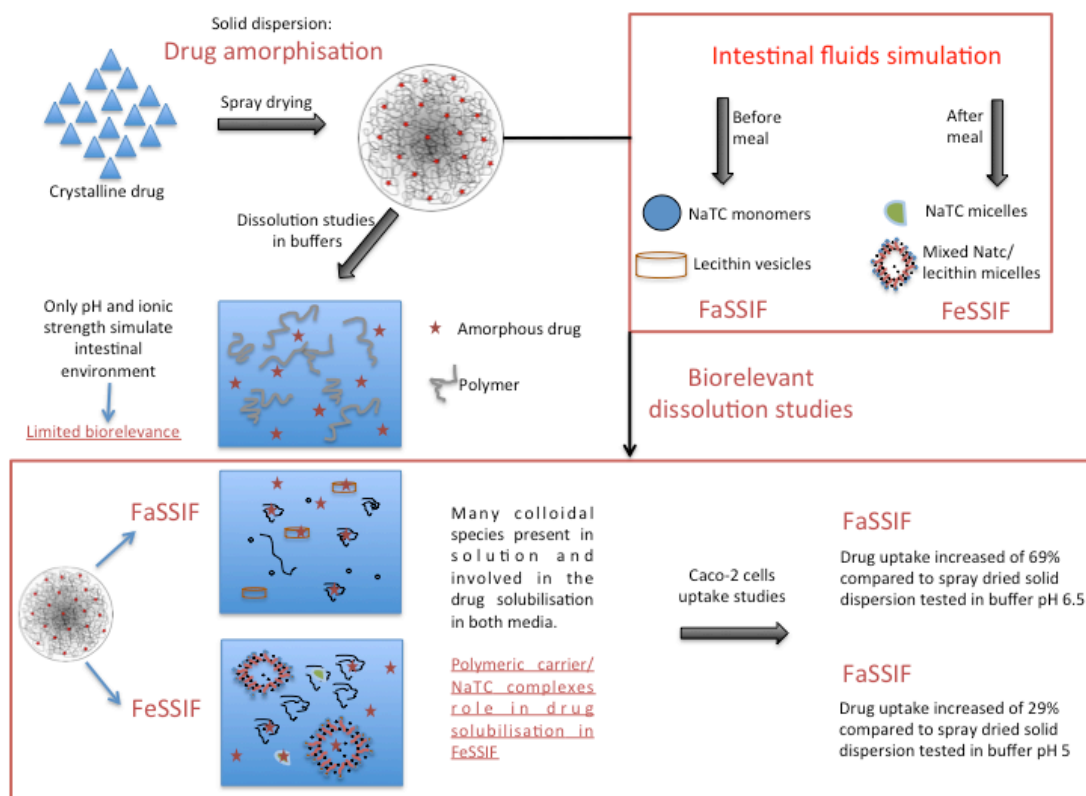 Solid dispersion:
Drug amorphisation
Spray drying
Crystalline drug
Dissolution studies
in buffers
Intestinal fluids simulation
Before
meal
After
meal
NaTC monomers
NaTC micelles
Lecithin vesicles
Mixed Natc/
lecithin micelles
FaSSIF
FeSSIF
Only pH and ionic
strength simulate
intestinal
environment
Limited biorelevance
Amorphous drug
Polymer
Biorelevant
dissolution studies
FaSSIF
FeSSIF
Many colloidal
species present in
solution and
involved in the
drug solubilisation
in both media.
Polymeric carrier/
NaTC complexes
role in drug
solubilisation in
FeSSIF
Caco-2 cells
uptake studies
FaSSIF
Drug uptake increased of 69%
compared to spray dried solid
dispersion tested in buffer pH 6.5
FaSSIF
Drug uptake increased of 29%
compared to spray dried solid
dispersion tested in buffer pH 5